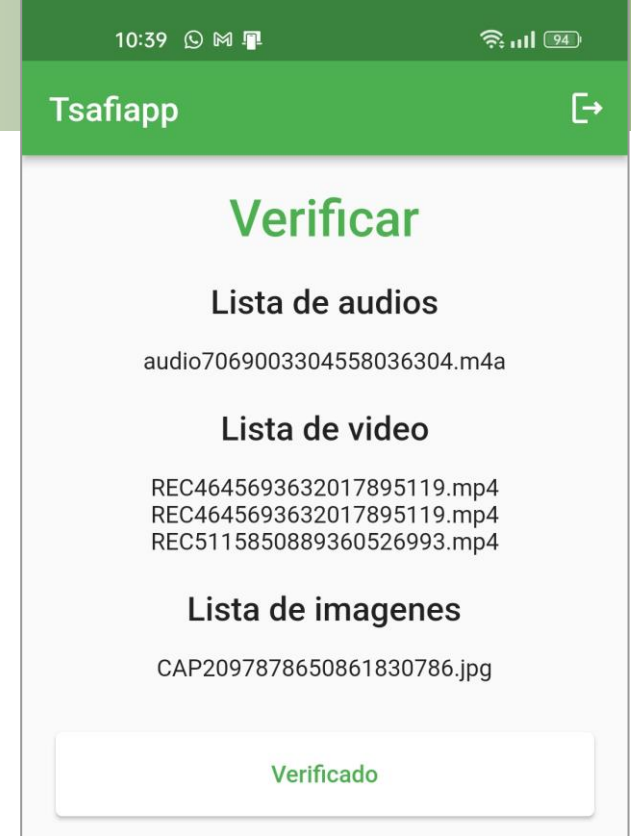 10:39 94
Tsafiapp
Verificar
Lista de audios
audio7069003304558036304.m4a
Lista de video
REC4645693632017895119.mp4
REC4645693632017895119.mp4
REC5115850889360526993.mp4
Lista de imagenes
CAP2097878650861830786.jpg
Verificado